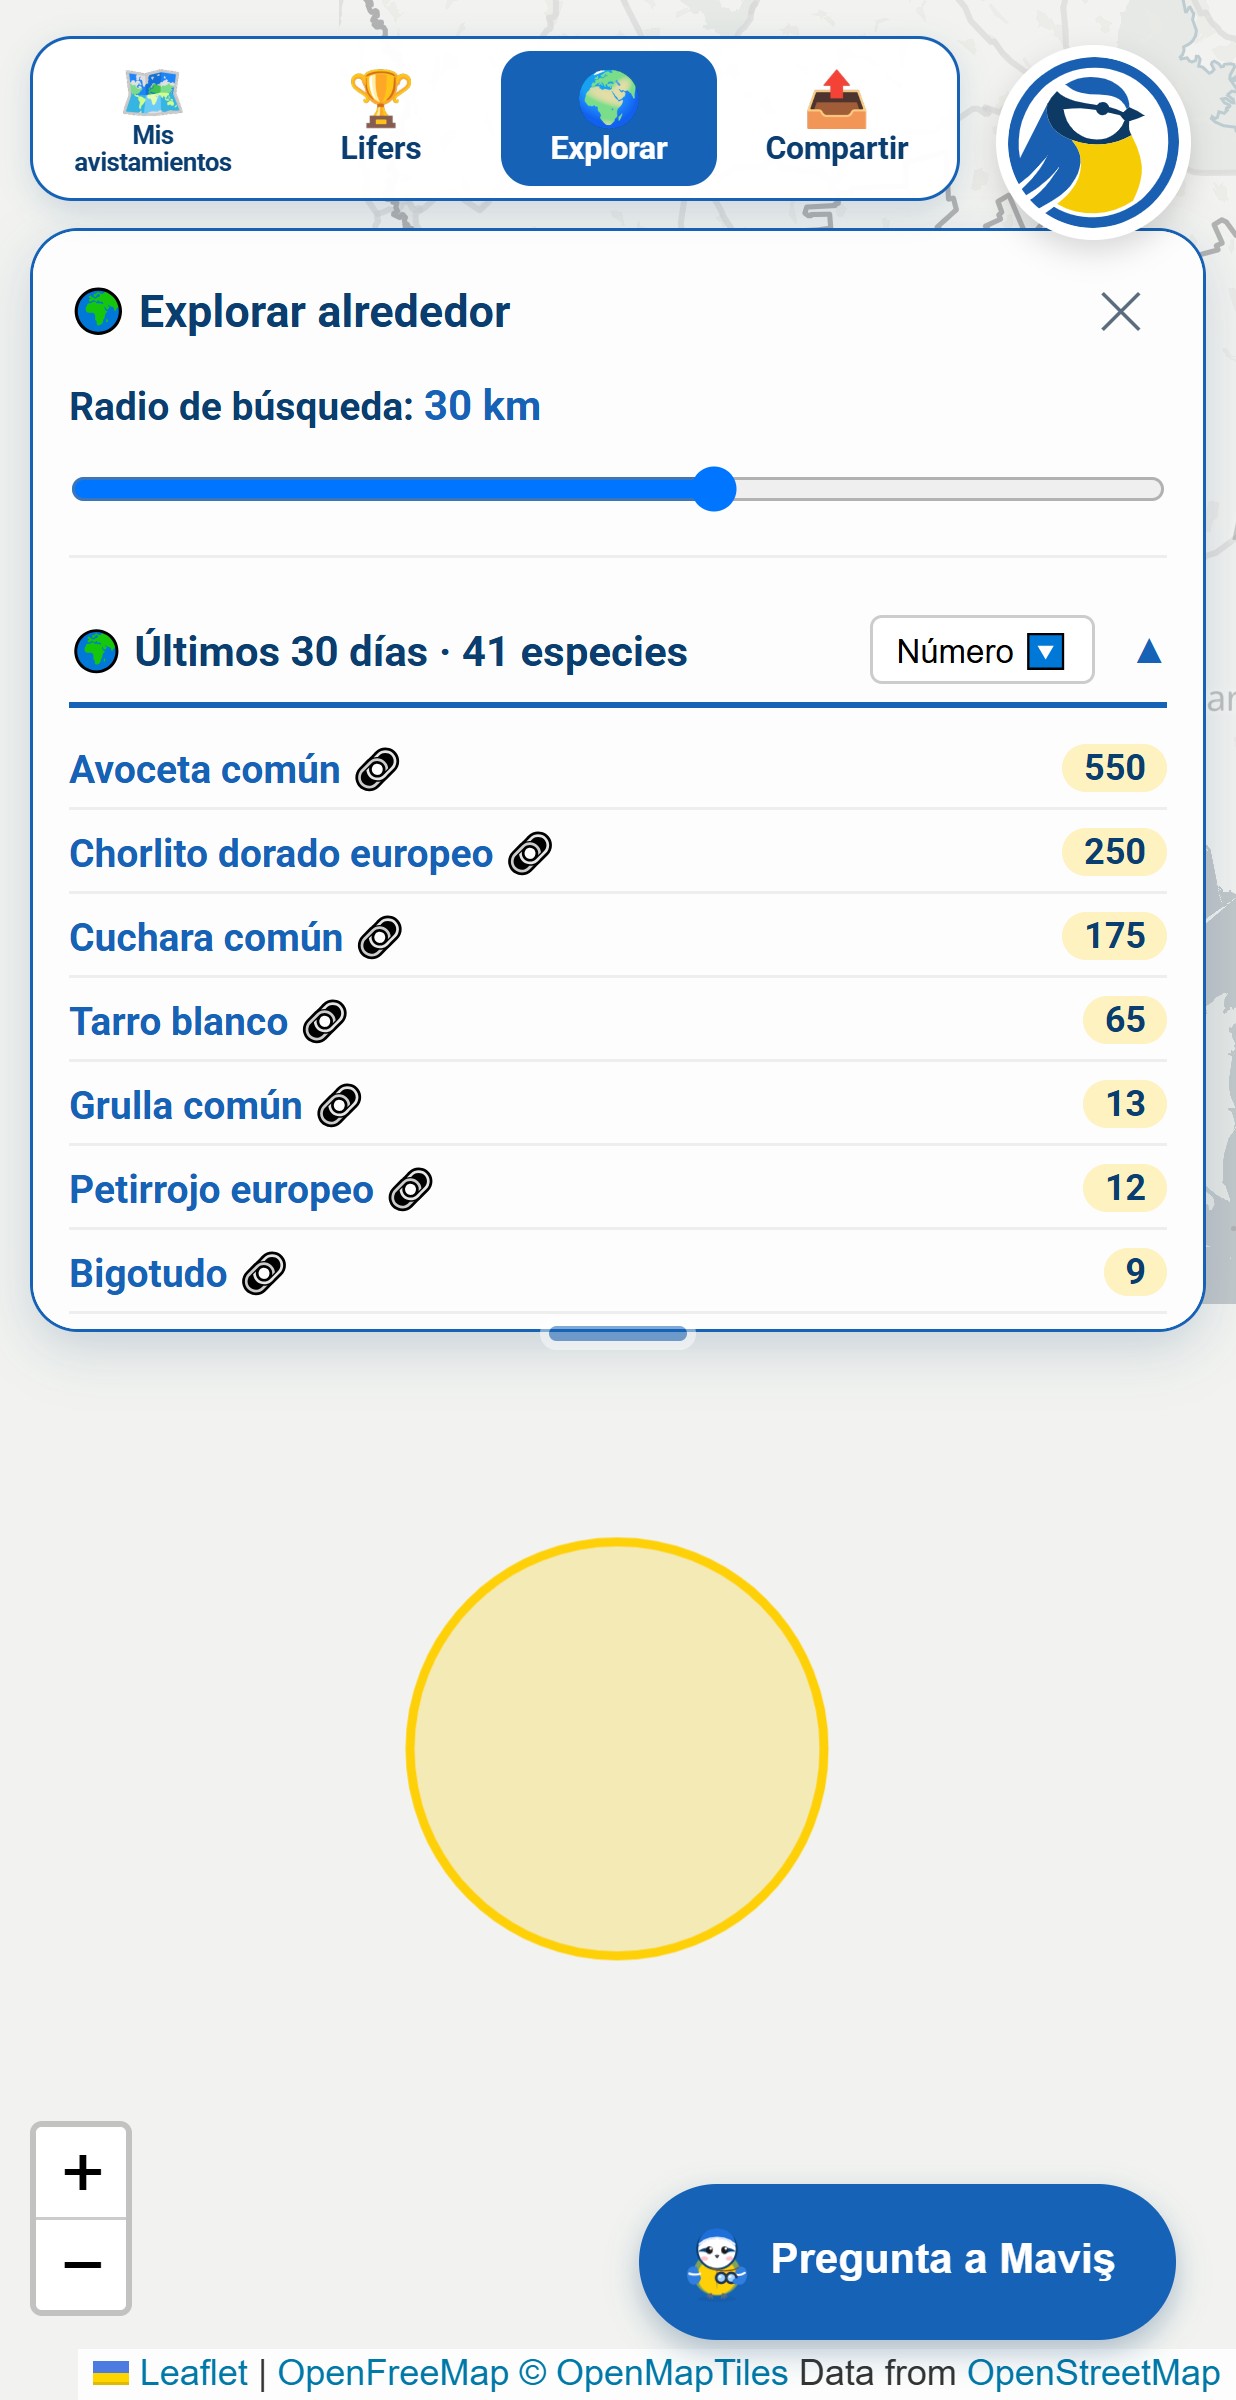 Mis
avistamientos
Lifers
Explorar
Compartir
Explorar alrededor
Radio de búsqueda: 30 km
Últimos 30 días · 41 especies
Número
Avoceta común
550
Chorlito dorado europeo
250
Cuchara común
175
Tarro blanco
65
Grulla común
13
Petirrojo europeo
12
Bigotudo
9
+
−
Pregunta a Maviş
Leaflet | OpenFreeMap © OpenMapTiles Data from OpenStreetMap